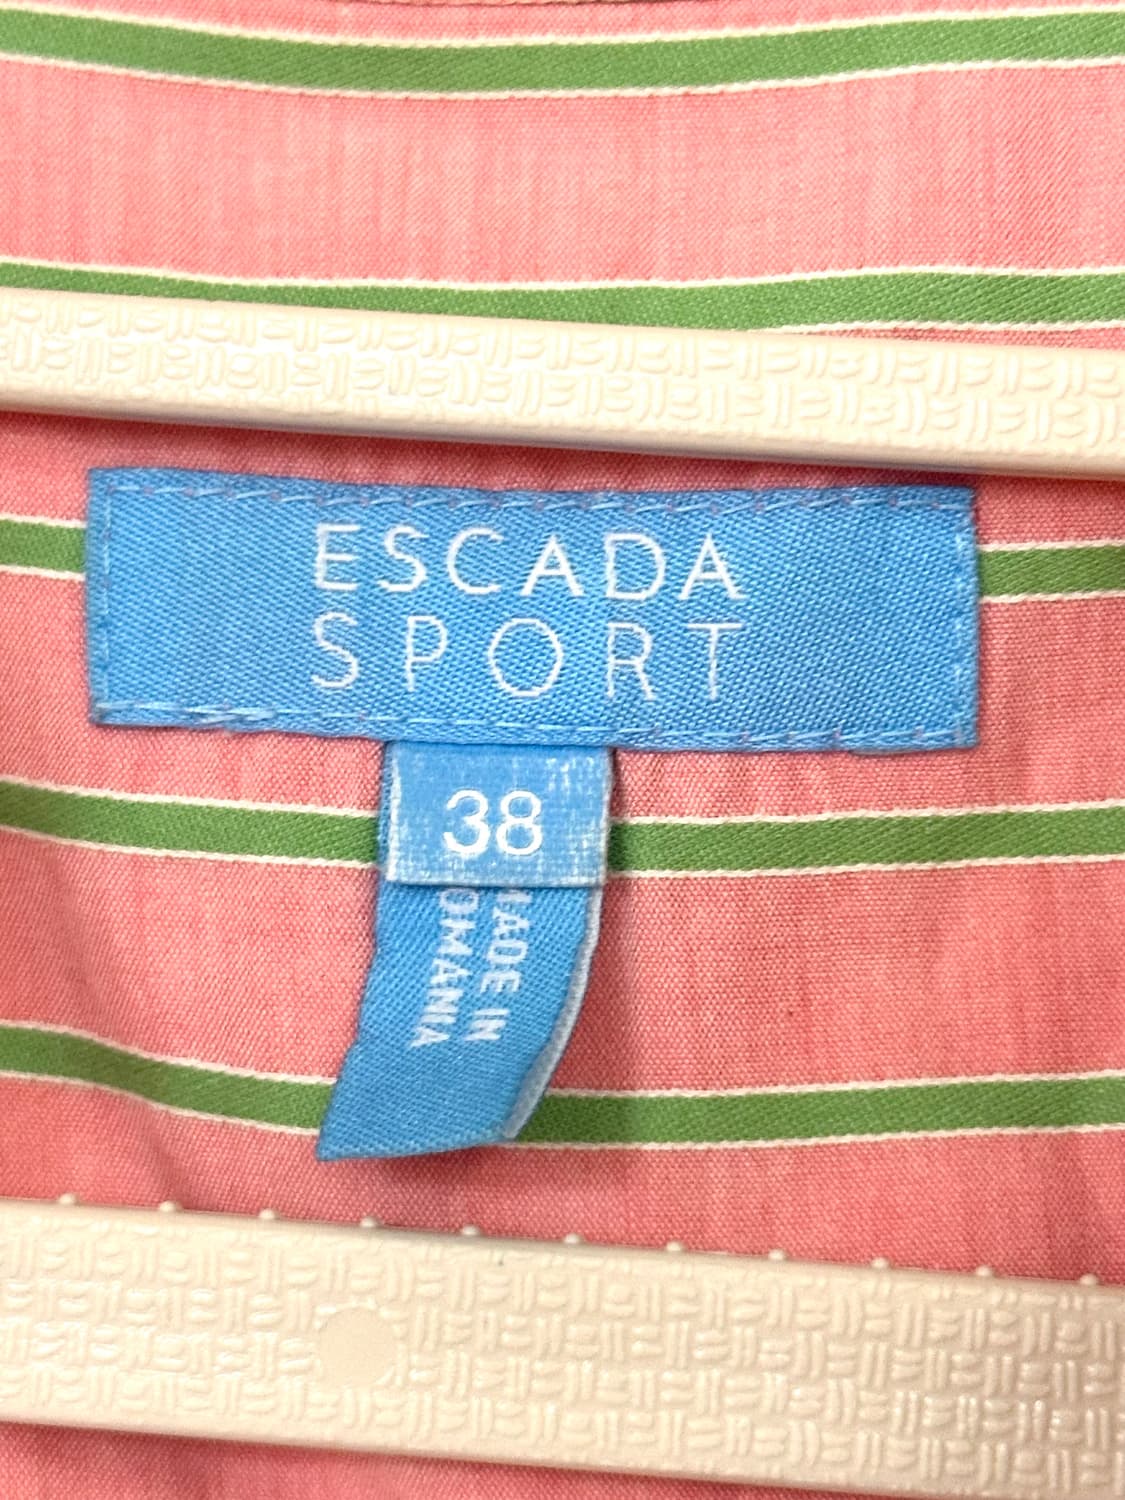 ESCADA
SPORT
38
MADE IN
ROMANIA